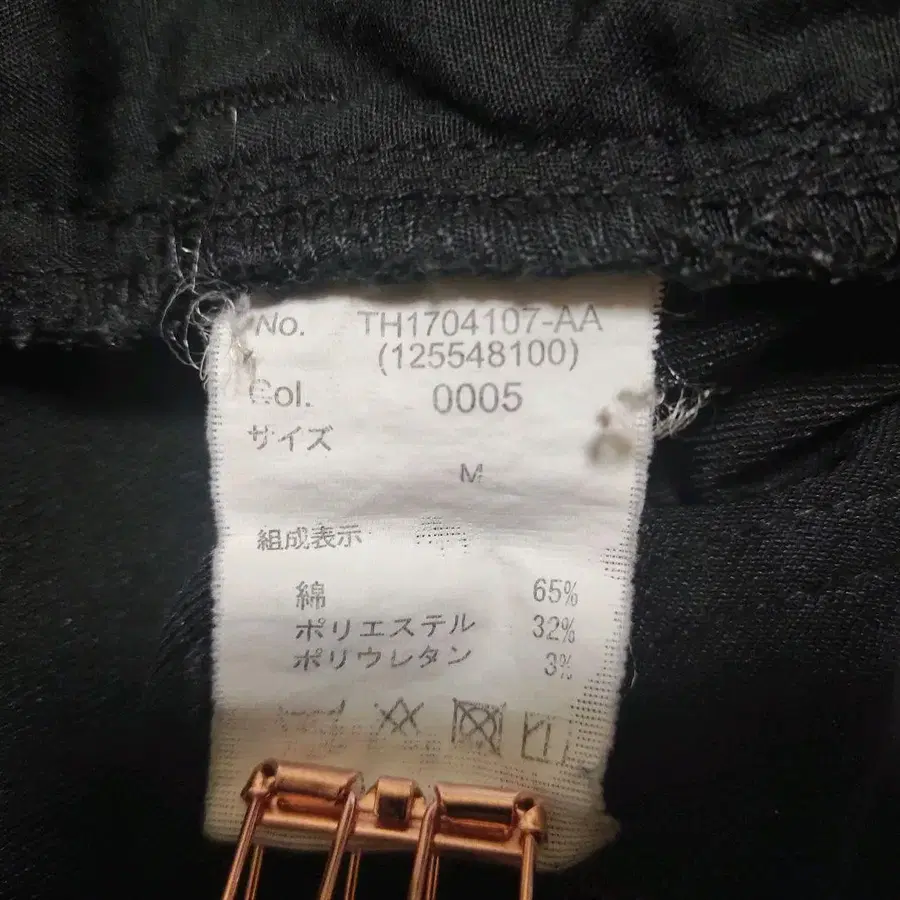 No. TH1704107-AA
(125548100)
Col. 0005
サイズ
M
組成表示
綿 65%
ポリエステル 32%
ポリウレタン 3%